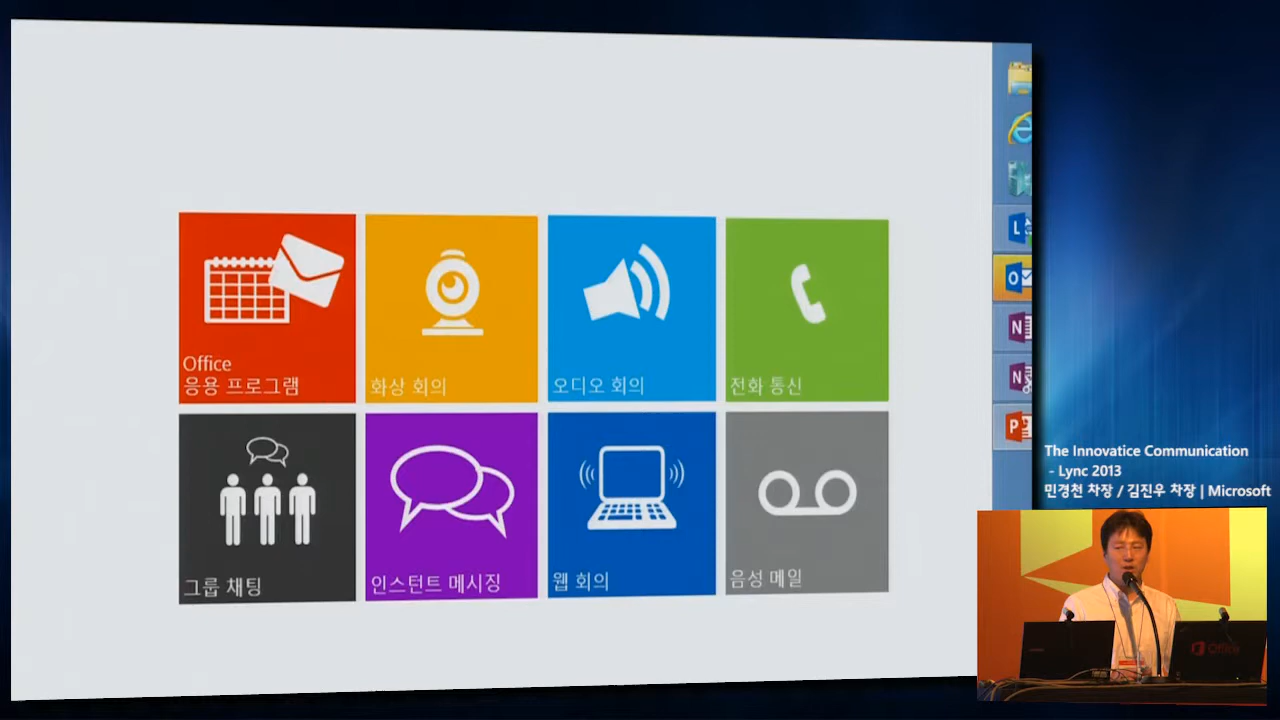 Office
응용 프로그램
화상 회의
오디오 회의
전화 통신
그룹 채팅
인스턴트 메시징
웹 회의
음성 메일
L
O
N
N
P
The Innovatice Communication
- Lync 2013
민경천 차장 / 김진우 차장 | Microsoft
Office